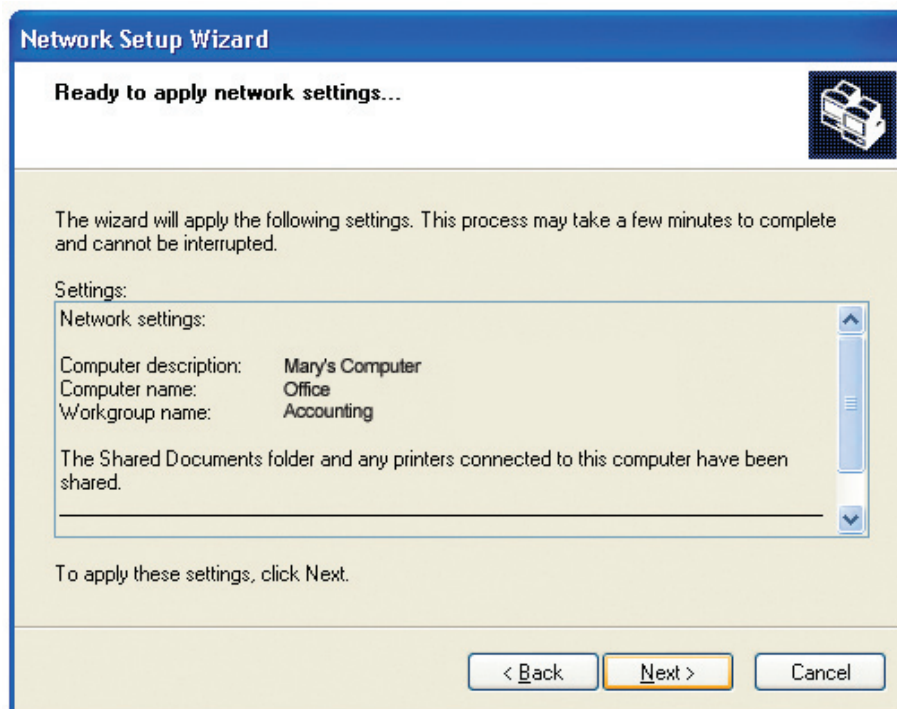 Network Setup Wizard
Ready to apply network settings...
The wizard will apply the following settings. This process may take a few minutes to complete
and cannot be interrupted.
Settings:
Network settings:
Computer description: Mary's Computer
Computer name: Office
Workgroup name: Accounting
The Shared Documents folder and any printers connected to this computer have been
shared.
To apply these settings, click Next.
< Back Next > Cancel